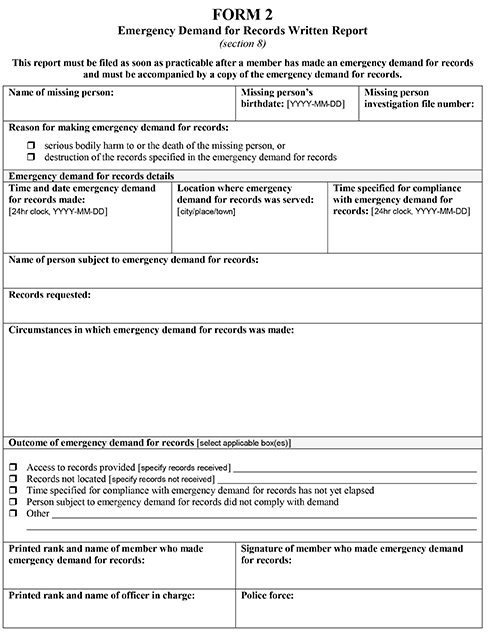 FORM 2
Emergency Demand for Records Written Report
(section 8)
This report must be filed as soon as practicable after a member has made an emergency demand for records
and must be accompanied by a copy of the emergency demand for records.
Name of missing person:
Missing person's
birthdate: [YYYY-MM-DD]
Missing person
investigation file number:
Reason for making emergency demand for records:
serious bodily harm to or the death of the missing person, or
destruction of the records specified in the emergency demand for records
Emergency demand for records details
Time and date emergency demand
for records made:
[24hr clock, YYYY-MM-DD]
Location where emergency
demand for records was served:
[city/place/town]
Time specified for compliance
with emergency demand for
records: [24hr clock, YYYY-MM-DD]
Name of person subject to emergency demand for records:
Records requested:
Circumstances in which emergency demand for records was made:
Outcome of emergency demand for records [select applicable box(es)]
Access to records provided [specify records received]
Records not located [specify records not received]
Time specified for compliance with emergency demand for records has not yet elapsed
Person subject to emergency demand for records did not comply with demand
Other
Printed rank and name of member who made
emergency demand for records:
Signature of member who made emergency demand
for records:
Printed rank and name of officer in charge:
Police force: